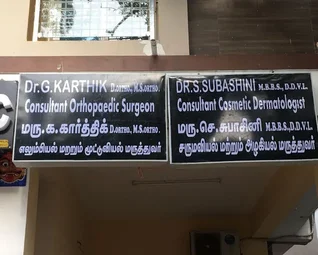 Dr.G.KARTHIK D.ORTHO., M.S.ORTHO.
Consultant Orthopaedic Surgeon
மரு.க.கார்த்திக் D.ORTHO., M.S.ORTHO.
எலும்பியல் மற்றும் மூட்டுவியல் மருத்துவர்
DR.S.SUBASHINI M.B.B.S., D.D.V.L.
Consultant Cosmetic Dermatologist
மரு.செ.சுபாசினி M.B.B.S., D.D.V.L.
சருமவியல் மற்றும் அழகியல் மருத்துவர்